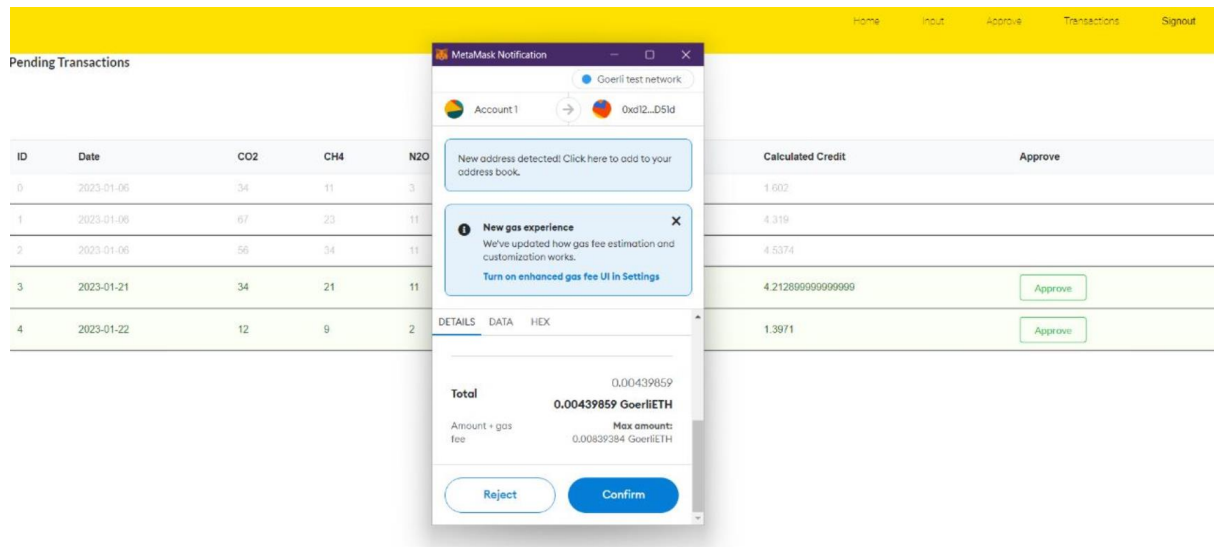 Home Input Approve Transactions Signout
Pending Transactions
MetaMask Notification
Goerli test network
Account 1 0xd12...D51d
New address detected! Click here to add to your
address book.
New gas experience
We've updated how gas fee estimation and
customization works.
Turn on enhanced gas fee UI in Settings
DETAILS DATA HEX
0.00439859
Total 0.00439859 GoerliETH
Amount + gas
fee
Max amount:
0.00839384 GoerliETH
Reject Confirm
ID Date CO2 CH4 N2O Calculated Credit Approve
0 2023-01-06 34 11 3 1.602
1 2023-01-06 67 23 11 4.319
2 2023-01-06 56 34 11 4.5374
3 2023-01-21 34 21 11 4.212899999999999 Approve
4 2023-01-22 12 9 2 1.3971 Approve